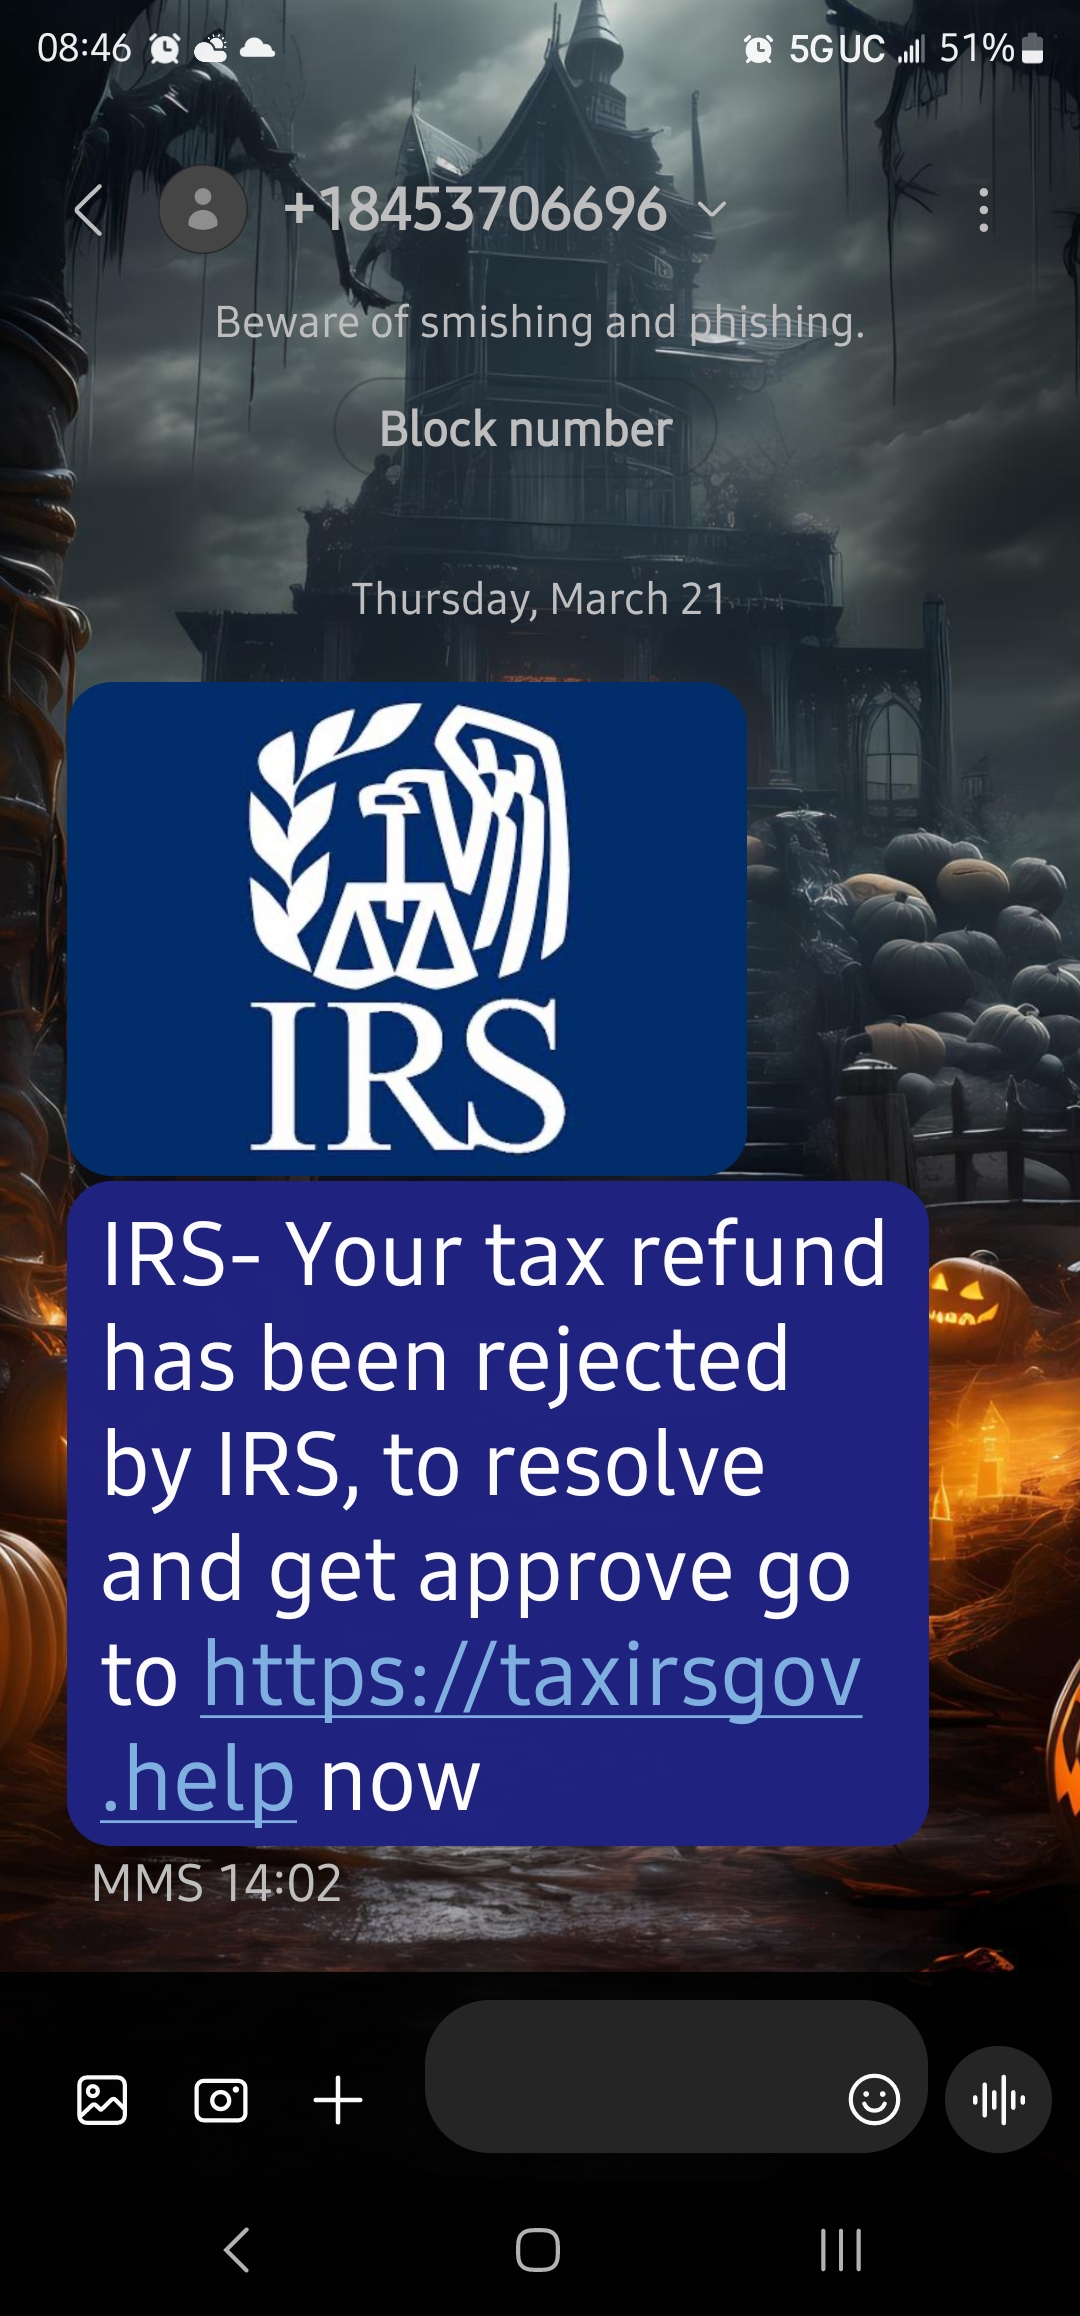 08:46 5G UC 51%
+18453706696
Beware of smishing and phishing.
Block number
Thursday, March 21
IRS
IRS- Your tax refund
has been rejected
by IRS, to resolve
and get approve go
to https://taxirsgov
.help now
MMS 14:02